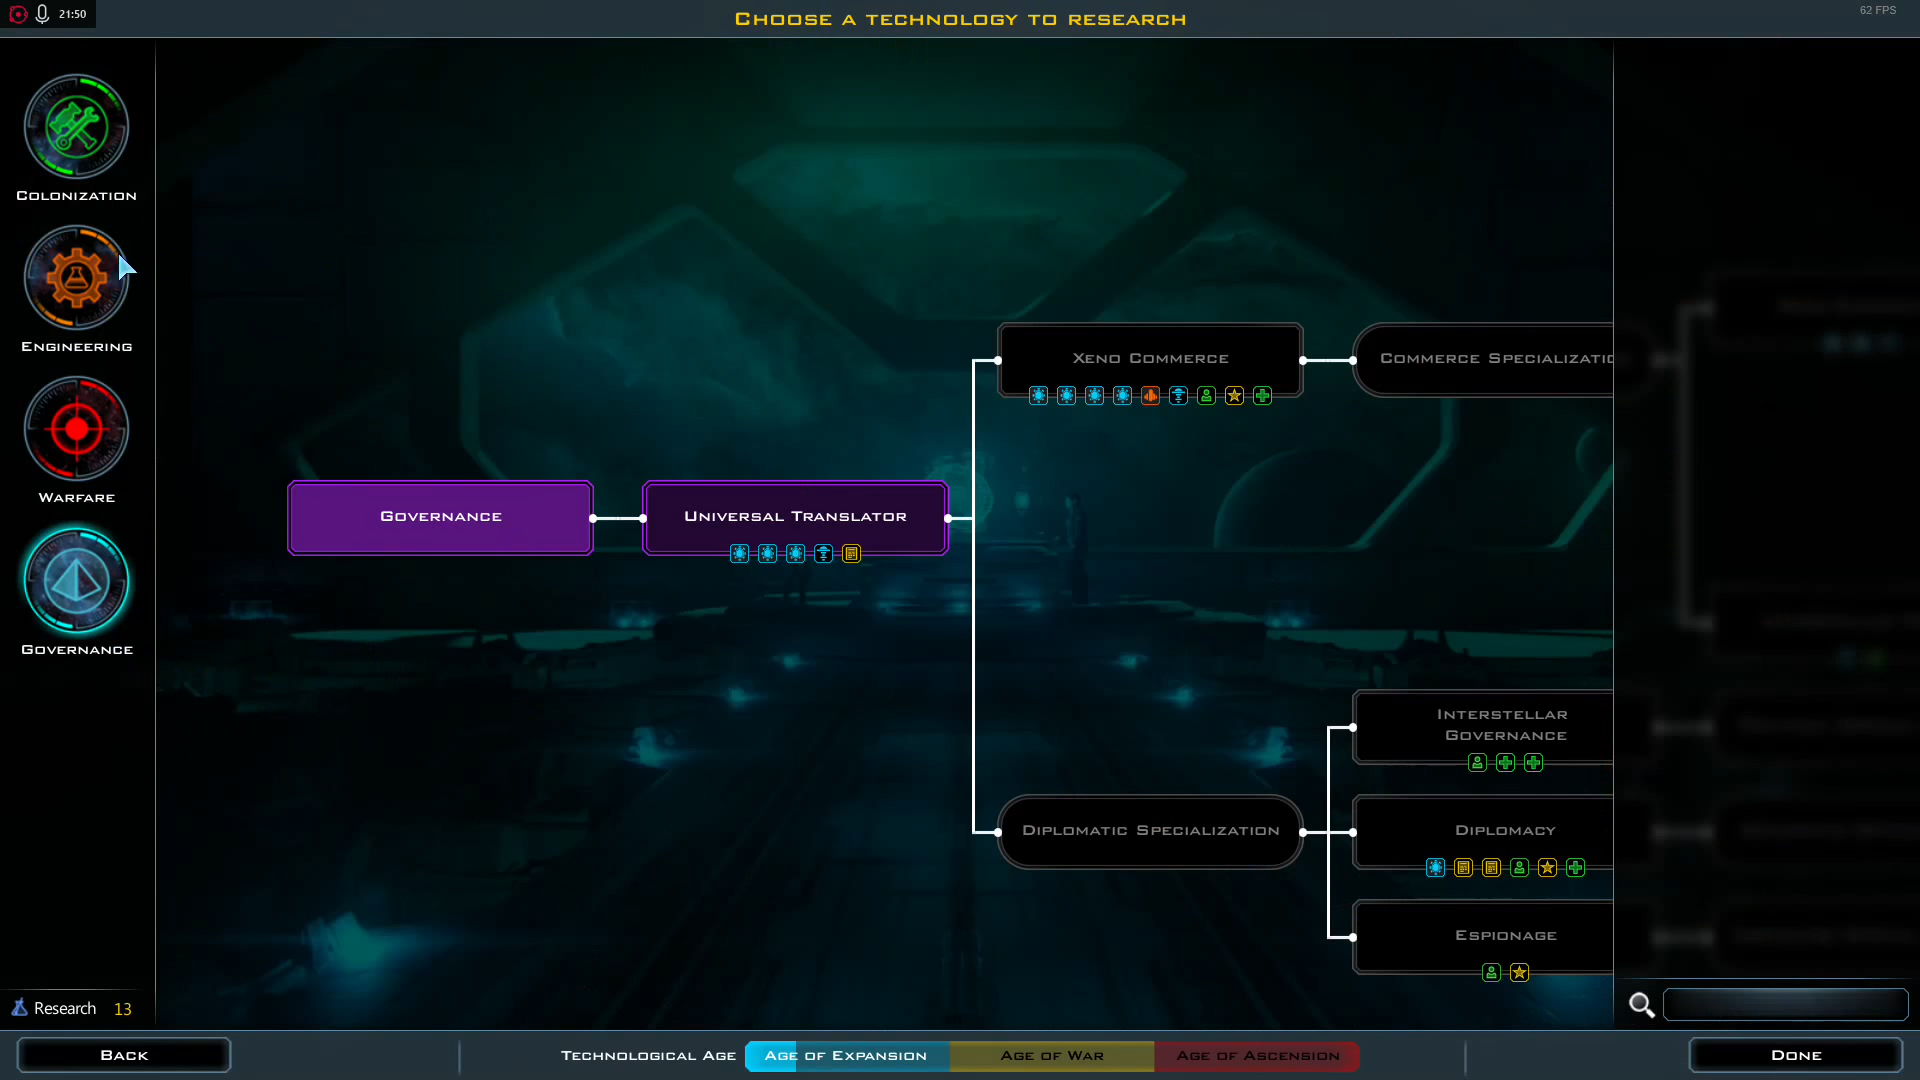 21:50
CHOOSE A TECHNOLOGY TO RESEARCH
62 FPS
COLONIZATION
ENGINEERING
WARFARE
GOVERNANCE
XENO COMMERCE
COMMERCE SPECIALIZATIO
GOVERNANCE
UNIVERSAL TRANSLATOR
INTERSTELLAR
GOVERNANCE
DIPLOMATIC SPECIALIZATION
DIPLOMACY
ESPIONAGE
Research 13
BACK
TECHNOLOGICAL AGE
AGE OF EXPANSION
AGE OF WAR
AGE OF ASCENSION
DONE